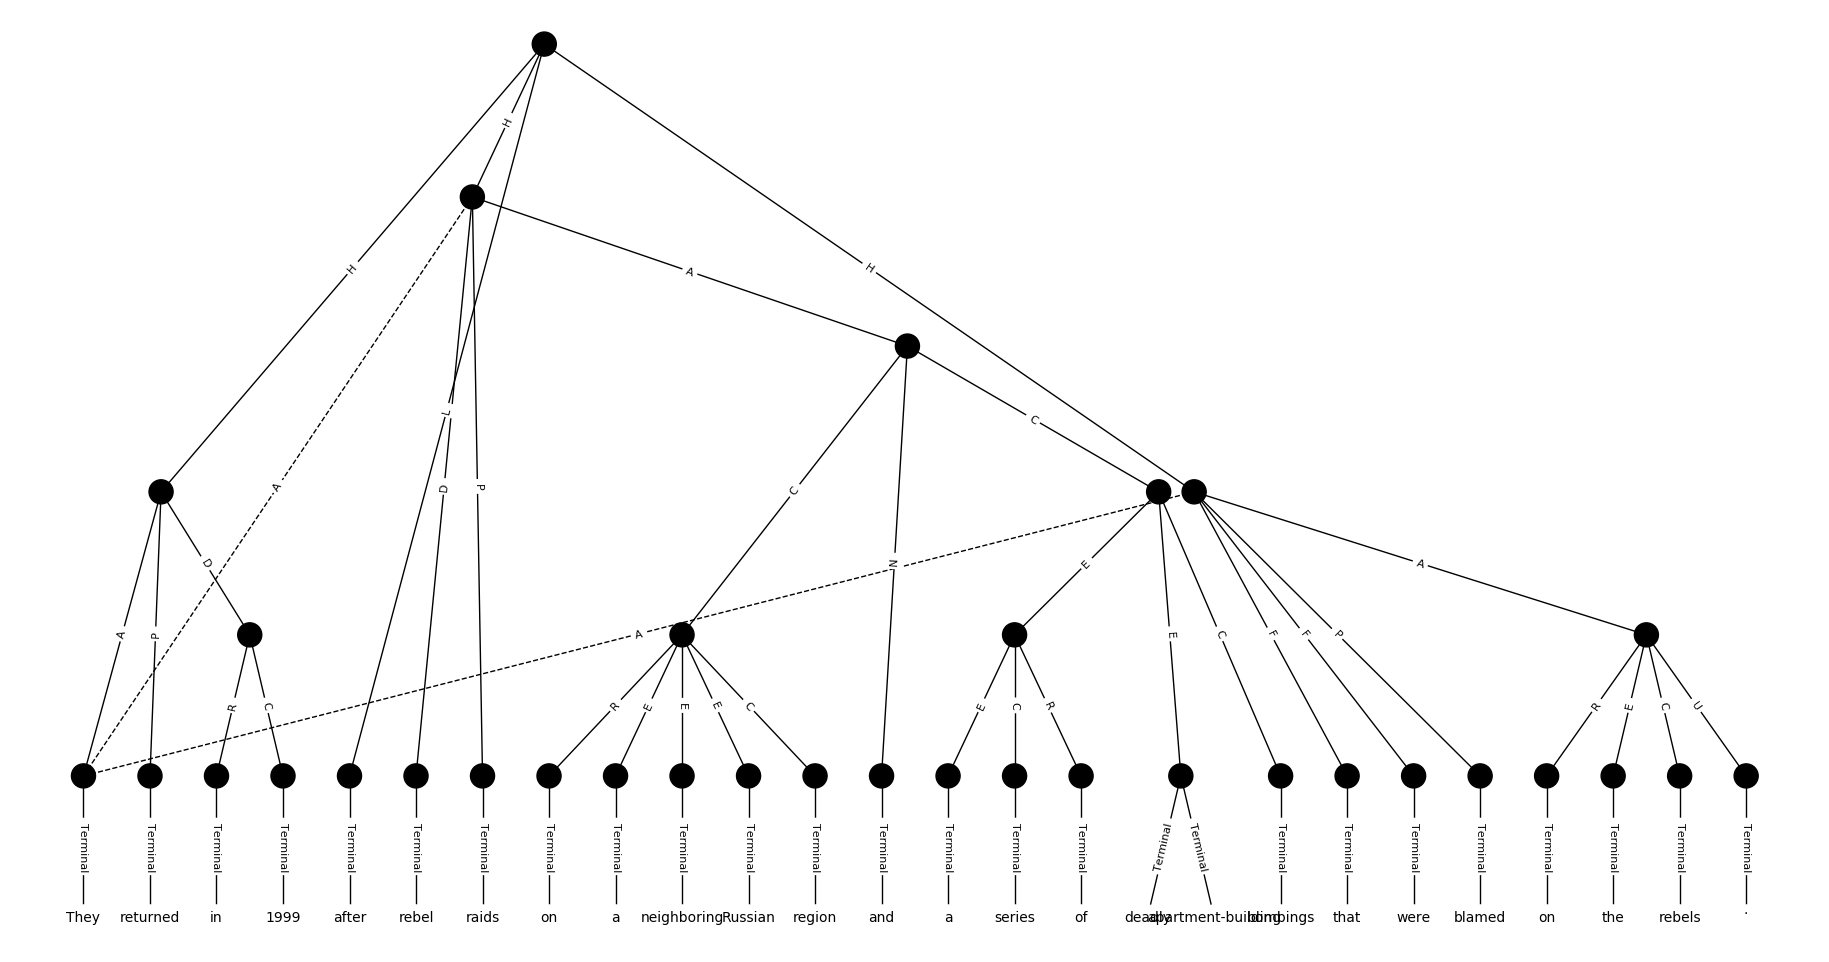 H
H
H
A
H
L
C
A
D
P
C
N
A
E
D
A
P
A
E
C
F
F
P
R
C
R
E
E
E
C
E
C
R
R
E
C
U
Terminal Terminal Terminal Terminal Terminal Terminal Terminal Terminal Terminal Terminal Terminal Terminal Terminal Terminal Terminal Terminal Terminal Terminal Terminal Terminal Terminal Terminal Terminal Terminal Terminal Terminal
They returned in 1999 after rebel raids on a neighboring Russian region and a series of deadly apartment-building bombings that were blamed on the rebels .